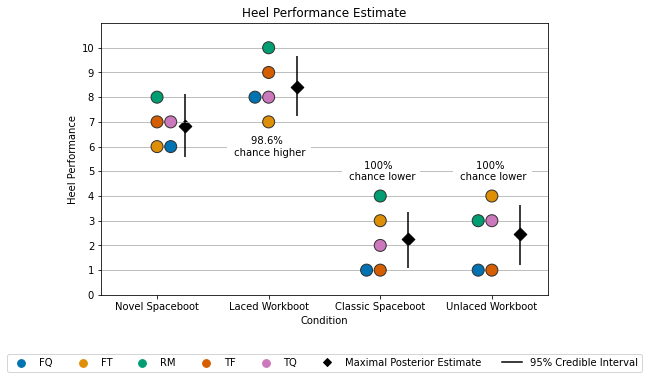 Heel Performance Estimate
Heel Performance
10
9
8
7
6
5
4
3
2
1
0
98.6%
chance higher
100%
chance lower
100%
chance lower
Novel Spaceboot Laced Workboot Classic Spaceboot Unlaced Workboot
Condition
FQ FT RM TF TQ Maximal Posterior Estimate 95% Credible Interval